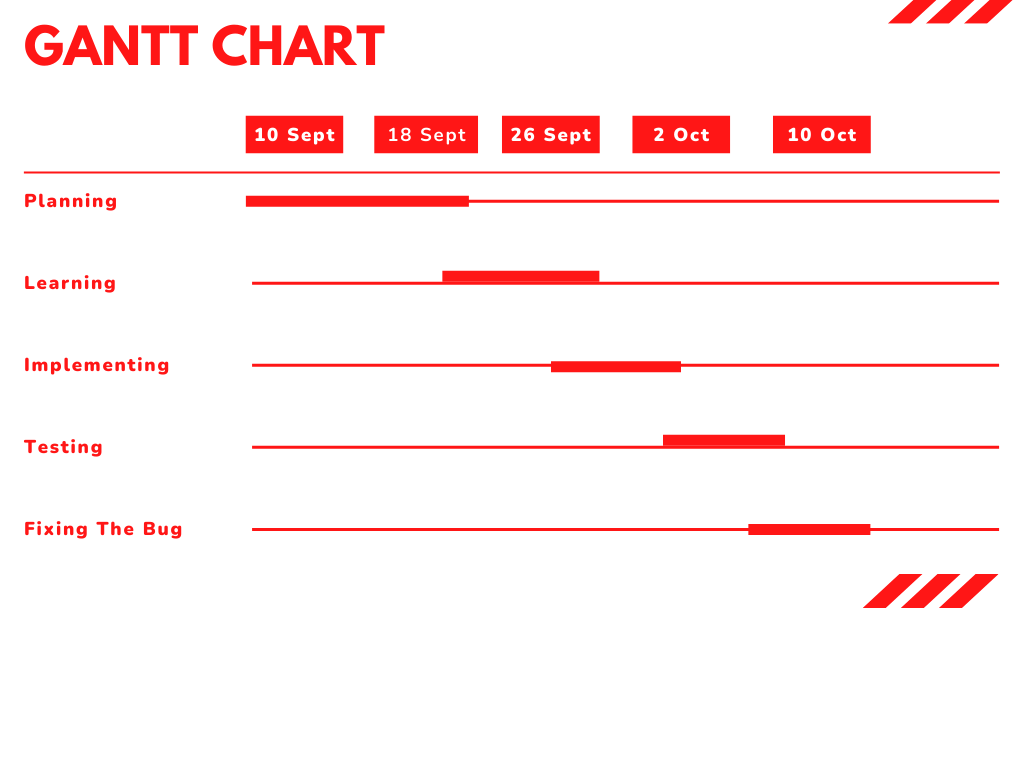 GANTT CHART
10 Sept 18 Sept 26 Sept 2 Oct 10 Oct
Planning
Learning
Implementing
Testing
Fixing The Bug